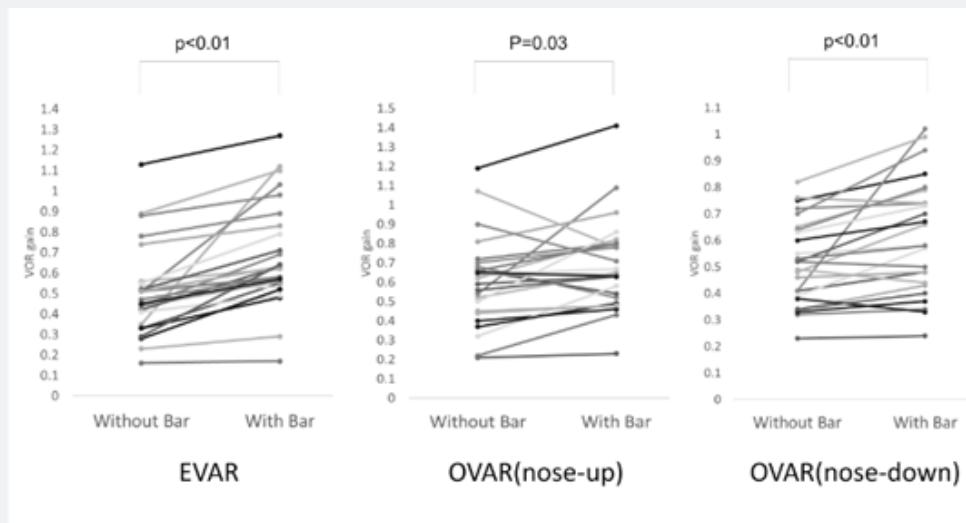 p<0.01
P=0.03
p<0.01
VOR gain
1.4
1.3
1.2
1.1
1
0.9
0.8
0.7
0.6
0.5
0.4
0.3
0.2
0.1
0
Without Bar
With Bar
EVAR
VOR gain
1.5
1.4
1.3
1.2
1.1
1
0.9
0.8
0.7
0.6
0.5
0.4
0.3
0.2
0.1
0
Without Bar
With Bar
OVAR(nose-up)
VOR gain
1.1
1
0.9
0.8
0.7
0.6
0.5
0.4
0.3
0.2
0.1
0
Without Bar
With Bar
OVAR(nose-down)